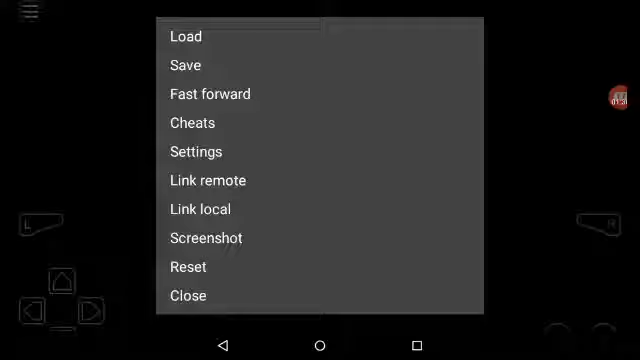 Load
Save
Fast forward
Cheats
Settings
Link remote
Link local
Screenshot
Reset
Close
L
R